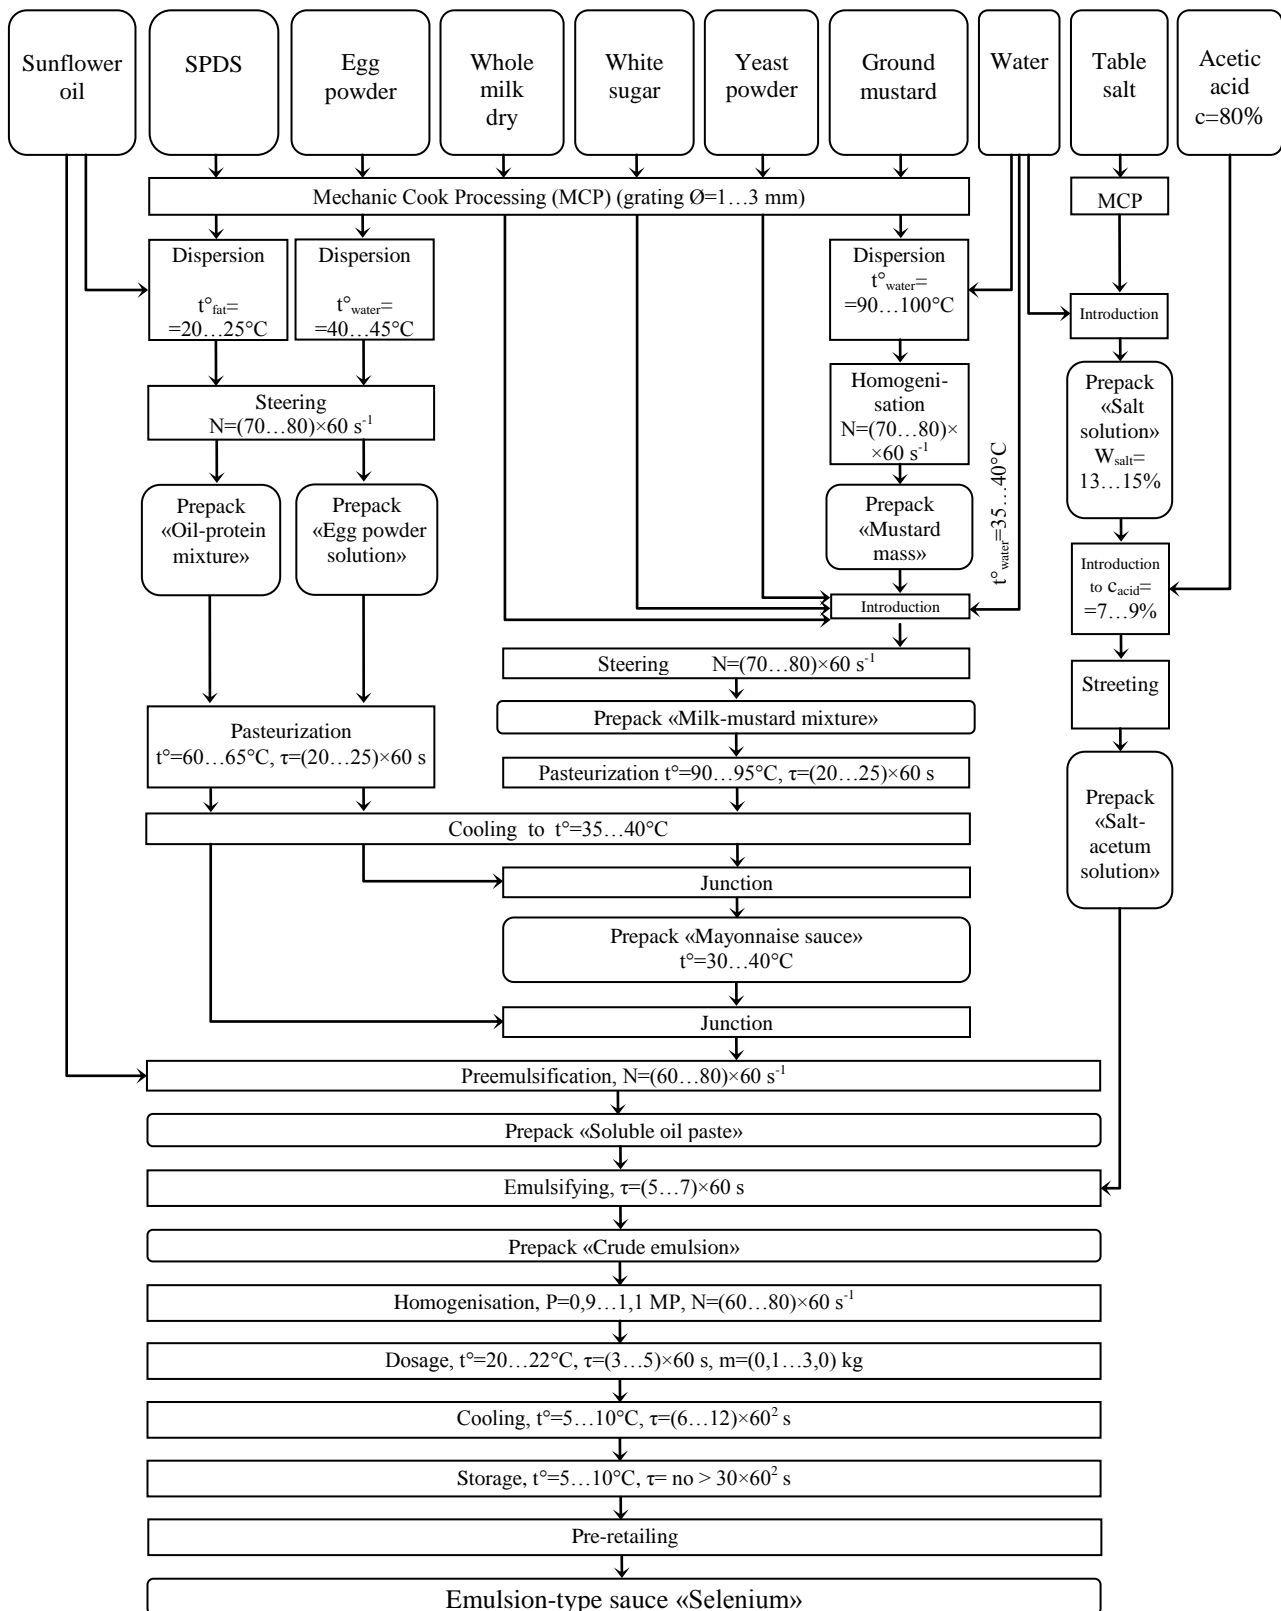 Sunflower
oil
SPDS
Egg
powder
Whole
milk
dry
White
sugar
Yeast
powder
Ground
mustard
Water
Table
salt
Acetic
acid
c=80%
Mechanic Cook Processing (MCP) (grating Ø=1…3 mm)
MCP
Dispersion
t°fat=
=20…25°C
Dispersion
t°water=
=40…45°C
Dispersion
t°water=
=90…100°C
Introduction
Steering
N=(70…80)×60 s-1
Homogeni-
sation
N=(70…80)×
×60 s-1
t°water=35…40°C
Prepack
«Salt
solution»
Wsalt=
13…15%
Prepack
«Oil-protein
mixture»
Prepack
«Egg powder
solution»
Prepack
«Mustard
mass»
Introduction
to cacid=
=7…9%
Introduction
Steering N=(70…80)×60 s-1
Streeting
Prepack «Milk-mustard mixture»
Pasteurization
t°=60…65°C, τ=(20…25)×60 s
Pasteurization t°=90…95°C, τ=(20…25)×60 s
Prepack
«Salt-
acetum
solution»
Cooling to t°=35…40°C
Junction
Prepack «Mayonnaise sauce»
t°=30…40°C
Junction
Preemulsification, N=(60…80)×60 s-1
Prepack «Soluble oil paste»
Emulsifying, τ=(5…7)×60 s
Prepack «Crude emulsion»
Homogenisation, P=0,9…1,1 MP, N=(60…80)×60 s-1
Dosage, t°=20…22°C, τ=(3…5)×60 s, m=(0,1…3,0) kg
Cooling, t°=5…10°C, τ=(6…12)×60² s
Storage, t°=5…10°C, τ= no > 30×60² s
Pre-retailing
Emulsion-type sauce «Selenium»